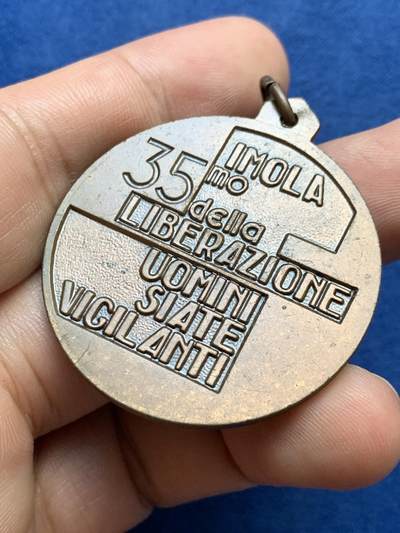 IMOLA
35mo
della
LIBERAZIONE
UOMINI
SIATE
VIGILANTI